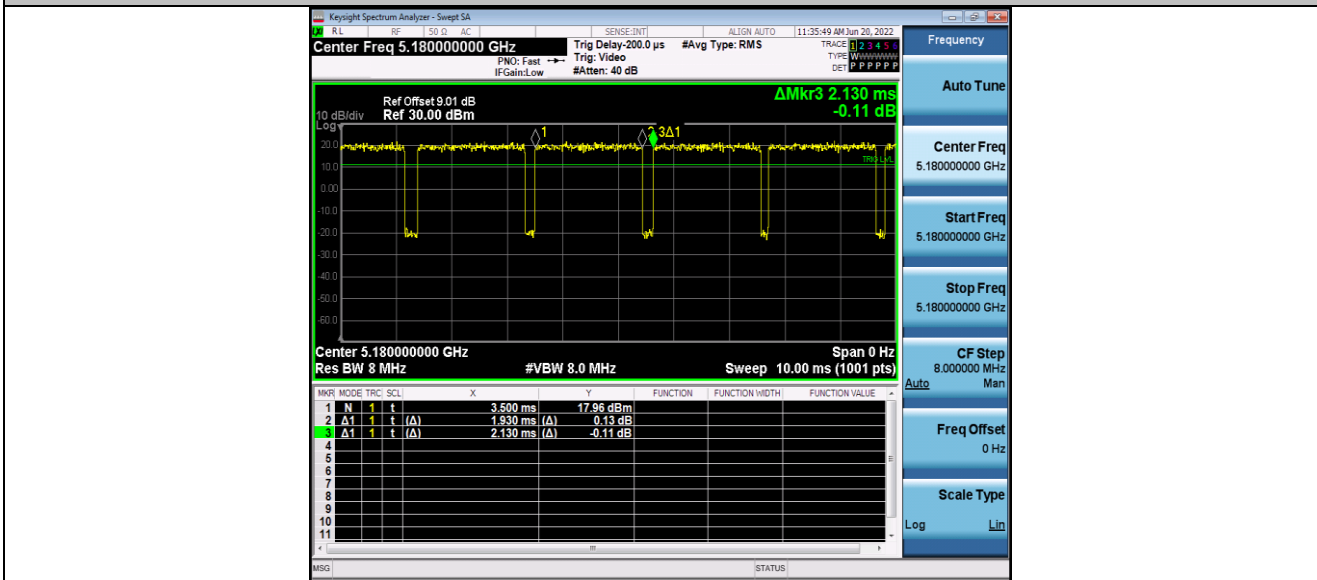 Keysight Spectrum Analyzer - Swept SA
RL RF 50 Ω AC SENSE:INT ALIGN AUTO 11:35:49 AM Jun 20, 2022
Center Freq 5.180000000 GHz
PNO: Fast
IFGain:Low
Trig Delay-200.0 µs
Trig: Video
#Atten: 40 dB
#Avg Type: RMS
TRACE 1 2 3 4 5 6
TYPE WWWWWW
DET P P P P P P
ΔMkr3 2.130 ms
-0.11 dB
Ref Offset 9.01 dB
10 dB/div Ref 30.00 dBm
Log
1
3Δ1
20.0
TRIG LVL
10.0
0.00
-10.0
-20.0
-30.0
-40.0
-50.0
-60.0
Center 5.180000000 GHz Span 0 Hz
Res BW 8 MHz #VBW 8.0 MHz Sweep 10.00 ms (1001 pts)
MKR MODE TRC SCL X Y FUNCTION FUNCTION WIDTH FUNCTION VALUE
1 N 1 t 3.500 ms 17.96 dBm
2 Δ1 1 t (Δ) 1.930 ms (Δ) 0.13 dB
3 Δ1 1 t (Δ) 2.130 ms (Δ) -0.11 dB
4
5
6
7
8
9
10
11
MSG STATUS
Frequency
Auto Tune
Center Freq
5.180000000 GHz
Start Freq
5.180000000 GHz
Stop Freq
5.180000000 GHz
CF Step
8.000000 MHz
Auto Man
Freq Offset
0 Hz
Scale Type
Log Lin